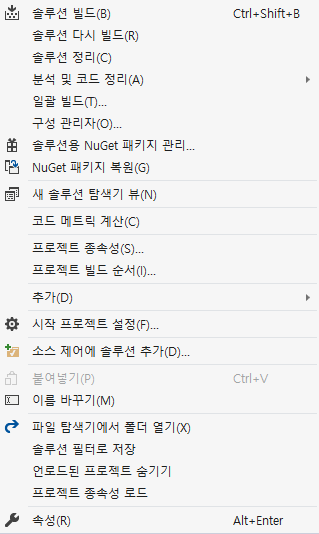 솔루션 빌드(B) Ctrl+Shift+B
솔루션 다시 빌드(R)
솔루션 정리(C)
분석 및 코드 정리(A)
일괄 빌드(T)...
구성 관리자(O)...
솔루션용 NuGet 패키지 관리...
NuGet 패키지 복원(G)
새 솔루션 탐색기 뷰(N)
코드 메트릭 계산(C)
프로젝트 종속성(S)...
프로젝트 빌드 순서(I)...
추가(D)
시작 프로젝트 설정(F)...
소스 제어에 솔루션 추가(D)...
붙여넣기(P) Ctrl+V
이름 바꾸기(M)
파일 탐색기에서 폴더 열기(X)
솔루션 필터로 저장
언로드된 프로젝트 숨기기
프로젝트 종속성 로드
속성(R) Alt+Enter